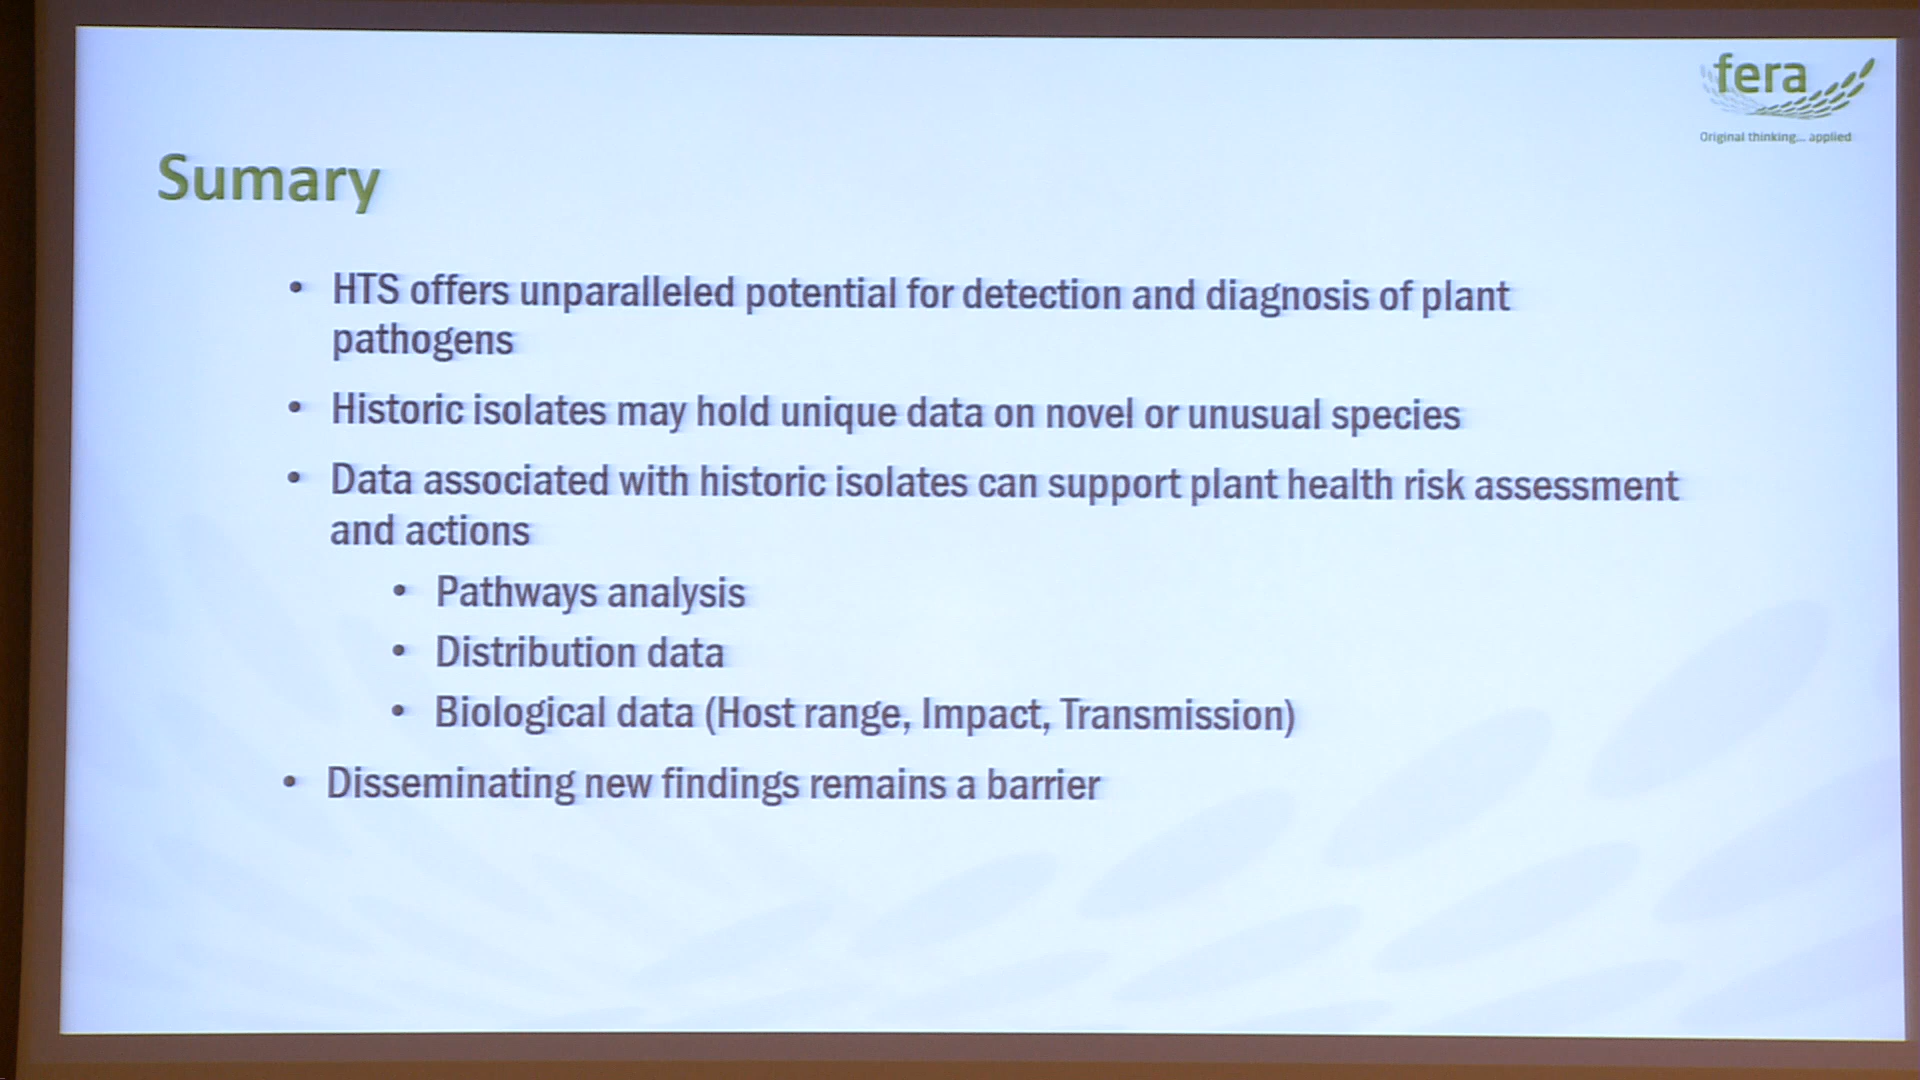 fera
Original thinking... applied
Sumary
• HTS offers unparalleled potential for detection and diagnosis of plant
pathogens
• Historic isolates may hold unique data on novel or unusual species
• Data associated with historic isolates can support plant health risk assessment
and actions
• Pathways analysis
• Distribution data
• Biological data (Host range, Impact, Transmission)
• Disseminating new findings remains a barrier